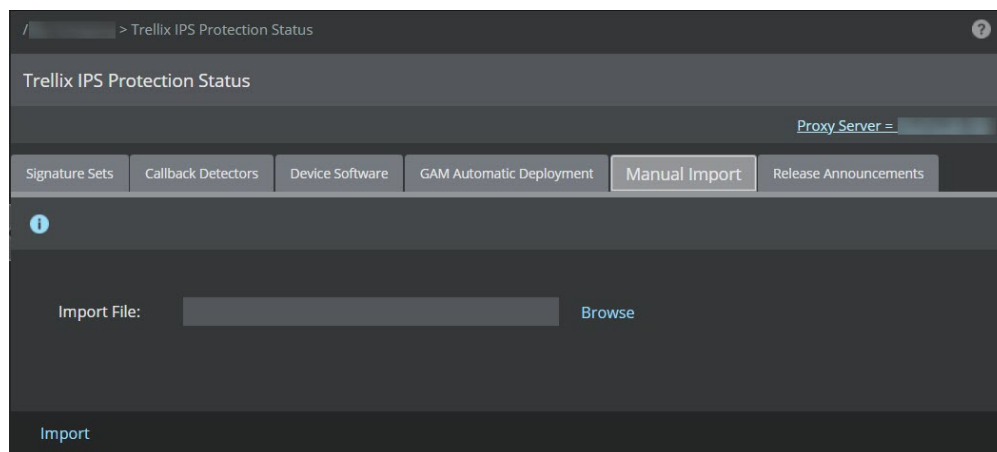 / > Trellix IPS Protection Status
Trellix IPS Protection Status
Proxy Server =
Signature Sets Callback Detectors Device Software GAM Automatic Deployment Manual Import Release Announcements
Import File: Browse
Import